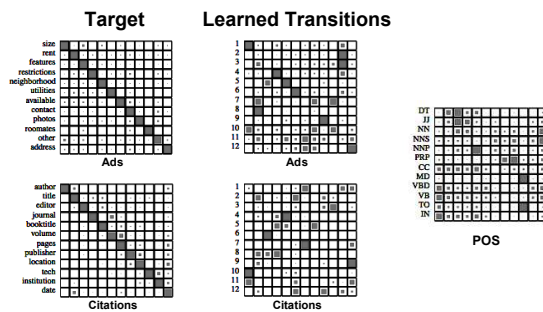 Target
Learned Transitions
size
rent
features
restrictions
neighborhood
utilities
available
contact
photos
roomates
other
address
Ads
1
2
3
4
5
6
7
8
9
10
11
12
Ads
DT
JJ
NN
NNS
NNP
PRP
CC
MD
VBD
VB
TO
IN
POS
author
title
editor
journal
booktitle
volume
pages
publisher
location
tech
institution
date
Citations
1
2
3
4
5
6
7
8
9
10
11
12
Citations